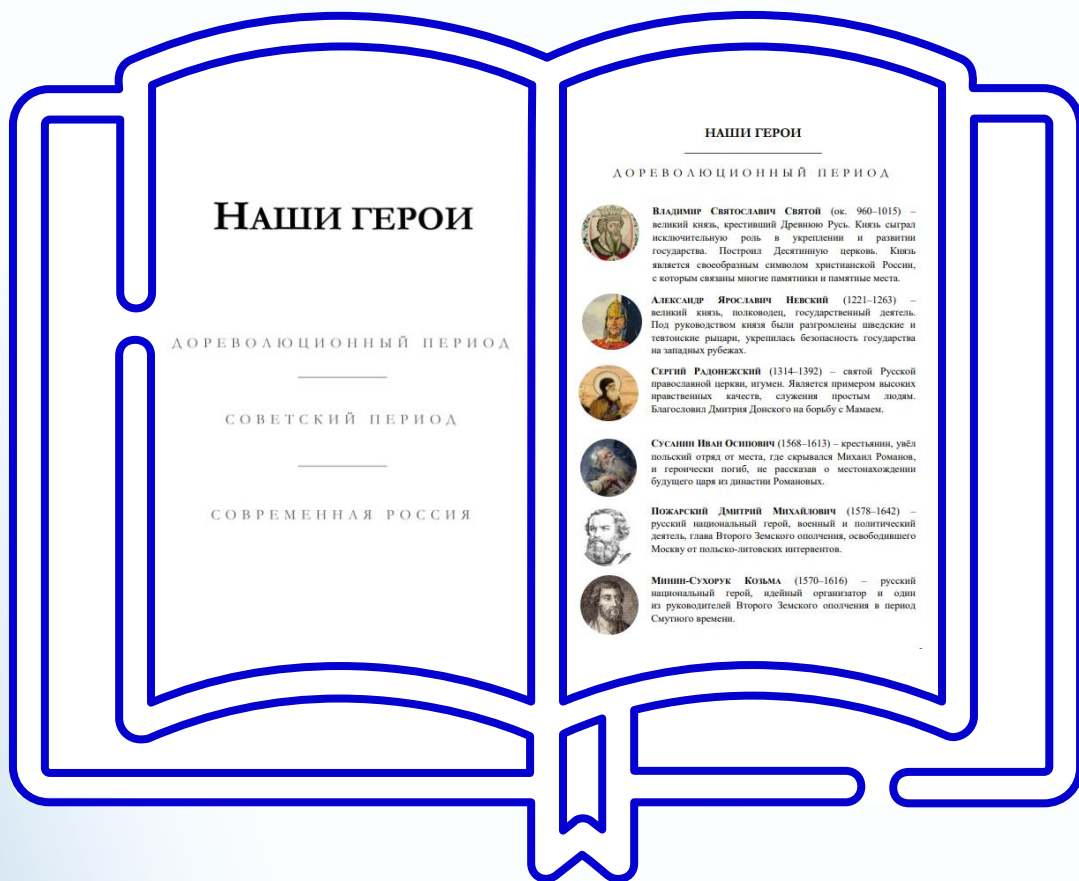 НАШИ ГЕРОИ
ДОРЕВОЛЮЦИОННЫЙ ПЕРИОД
СОВЕТСКИЙ ПЕРИОД
СОВРЕМЕННАЯ РОССИЯ
НАШИ ГЕРОИ
ДОРЕВОЛЮЦИОННЫЙ ПЕРИОД
ВЛАДИМИР СВЯТОСЛАВИЧ СВЯТОЙ (ок. 960–1015) –
великий князь, крестивший Древнюю Русь. Князь сыграл
исключительную роль в укреплении и развитии
государства. Построил Десятинную церковь. Князь
является своеобразным символом христианской России,
с которым связаны многие памятники и памятные места.
АЛЕКСАНДР ЯРОСЛАВИЧ НЕВСКИЙ (1221–1263) –
великий князь, полководец, государственный деятель.
Под руководством князя были разгромлены шведские и
тевтонские рыцари, укрепилась безопасность государства
на западных рубежах.
СЕРГИЙ РАДОНЕЖСКИЙ (1314–1392) – святой Русской
православной церкви, игумен. Является примером высоких
нравственных качеств, служения простым людям.
Благословил Дмитрия Донского на борьбу с Мамаем.
СУСАНИН ИВАН ОСИПОВИЧ (1568–1613) – крестьянин, увёл
польский отряд от места, где скрывался Михаил Романов,
и героически погиб, не рассказав о местонахождении
будущего царя из династии Романовых.
ПОЖАРСКИЙ ДМИТРИЙ МИХАЙЛОВИЧ (1578–1642) –
русский национальный герой, военный и политический
деятель, глава Второго Земского ополчения, освободившего
Москву от польско-литовских интервентов.
МИНИН-СУХОРУК КОЗЬМА (1570–1616) – русский
национальный герой, идейный организатор и один
из руководителей Второго Земского ополчения в период
Смутного времени.